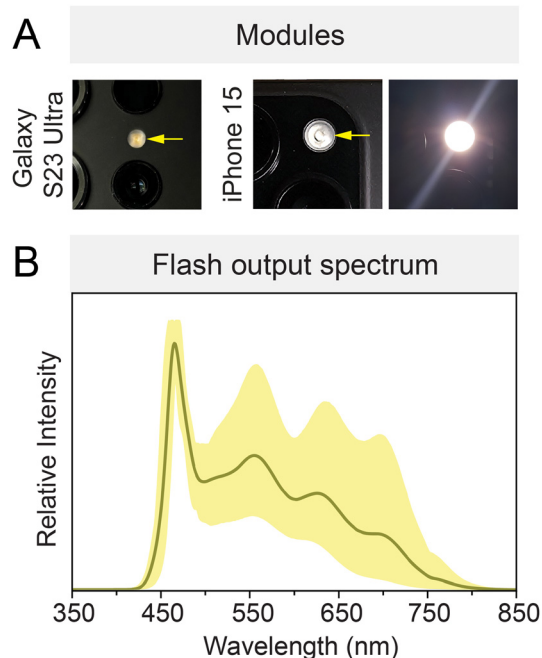 A
Modules
Galaxy
S23 Ultra
iPhone 15
B
Flash output spectrum
Relative Intensity
350
450
550
650
750
850
Wavelength (nm)